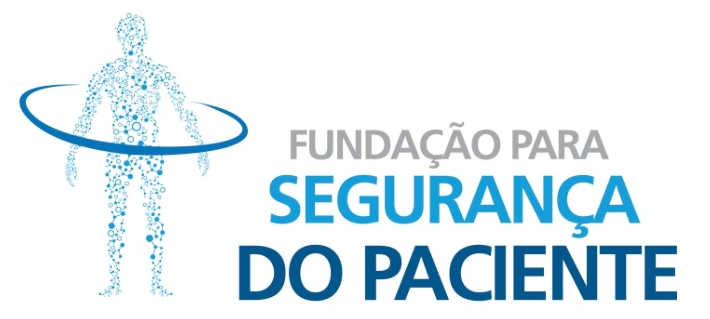 FUNDAÇÃO PARA
SEGURANÇA
DO PACIENTE